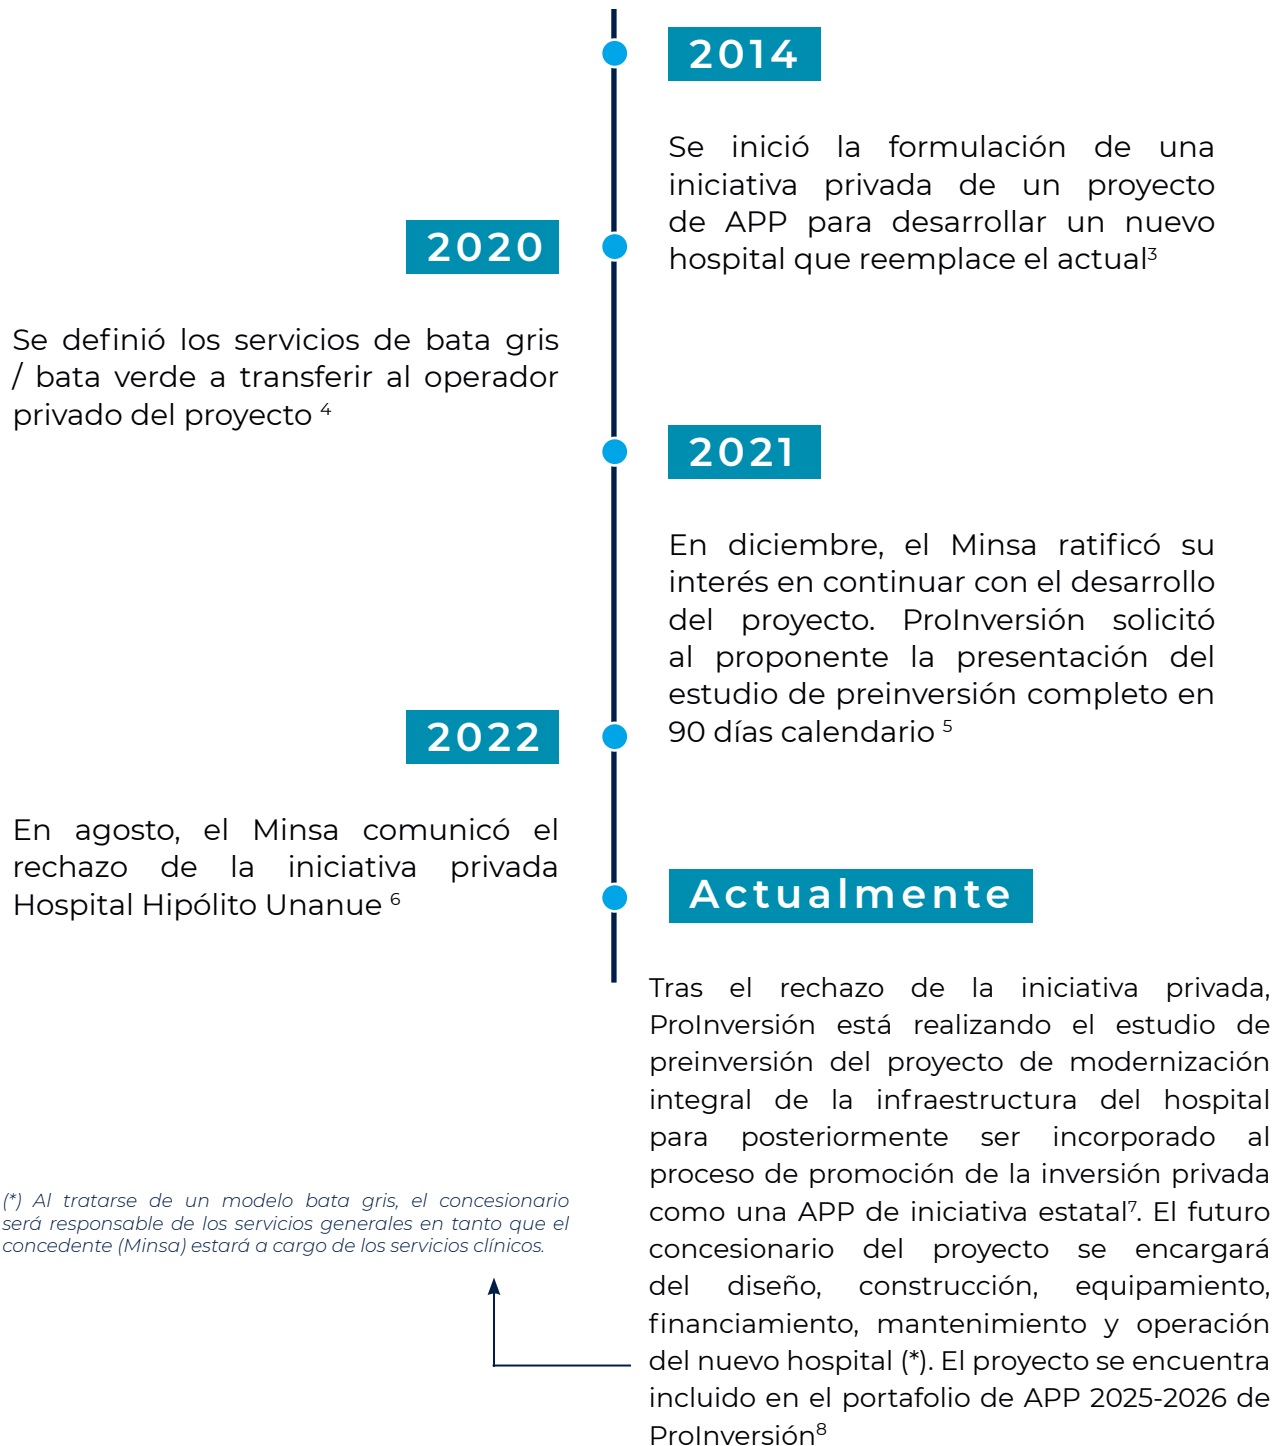 2014
Se inició la formulación de una
iniciativa privada de un proyecto
de APP para desarrollar un nuevo
hospital que reemplace el actual³
2020
Se definió los servicios de bata gris
/ bata verde a transferir al operador
privado del proyecto ⁴
2021
En diciembre, el Minsa ratificó su
interés en continuar con el desarrollo
del proyecto. ProInversión solicitó
al proponente la presentación del
estudio de preinversión completo en
90 días calendario ⁵
2022
En agosto, el Minsa comunicó el
rechazo de la iniciativa privada
Hospital Hipólito Unanue ⁶
Actualmente
Tras el rechazo de la iniciativa privada,
ProInversión está realizando el estudio de
preinversión del proyecto de modernización
integral de la infraestructura del hospital
para posteriormente ser incorporado al
proceso de promoción de la inversión privada
como una APP de iniciativa estatal⁷. El futuro
concesionario del proyecto se encargará
del diseño, construcción, equipamiento,
financiamiento, mantenimiento y operación
del nuevo hospital (*). El proyecto se encuentra
incluido en el portafolio de APP 2025-2026 de
ProInversión⁸
(*) Al tratarse de un modelo bata gris, el concesionario
será responsable de los servicios generales en tanto que el
concedente (Minsa) estará a cargo de los servicios clínicos.